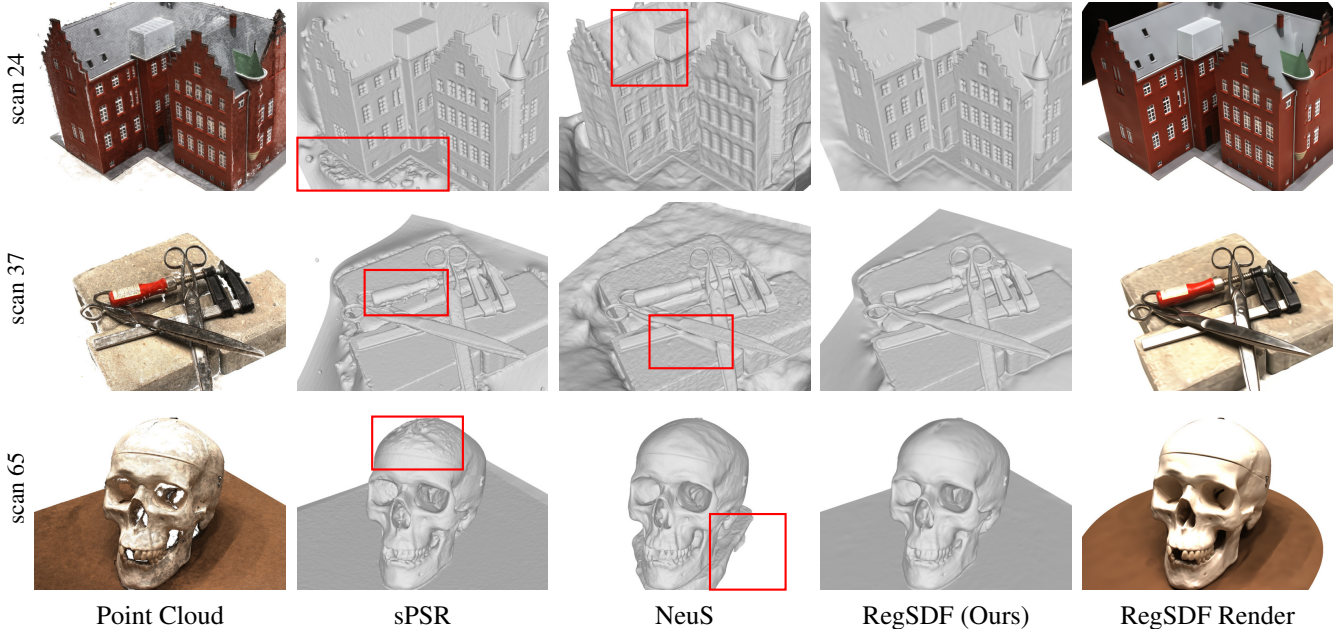 scan 24
scan 37
scan 65
Point Cloud
sPSR
NeuS
RegSDF (Ours)
RegSDF Render